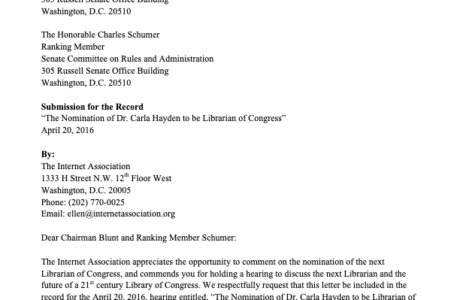 305 Russell Senate Office Building
Washington, D.C. 20510
The Honorable Charles Schumer
Ranking Member
Senate Committee on Rules and Administration
305 Russell Senate Office Building
Washington, D.C. 20510
Submission for the Record
“The Nomination of Dr. Carla Hayden to be Librarian of Congress”
April 20, 2016
By:
The Internet Association
1333 H Street N.W. 12th Floor West
Washington, D.C. 20005
Phone: (202) 770-0025
Email: ellen@internetassociation.org
Dear Chairman Blunt and Ranking Member Schumer:
The Internet Association appreciates the opportunity to comment on the nomination of the next
Librarian of Congress, and commends you for holding a hearing to discuss the next Librarian and the
future of a 21st century Library of Congress. We respectfully request that this letter be included in the
record for the April 20, 2016, hearing entitled, “The Nomination of Dr. Carla Hayden to be Librarian of